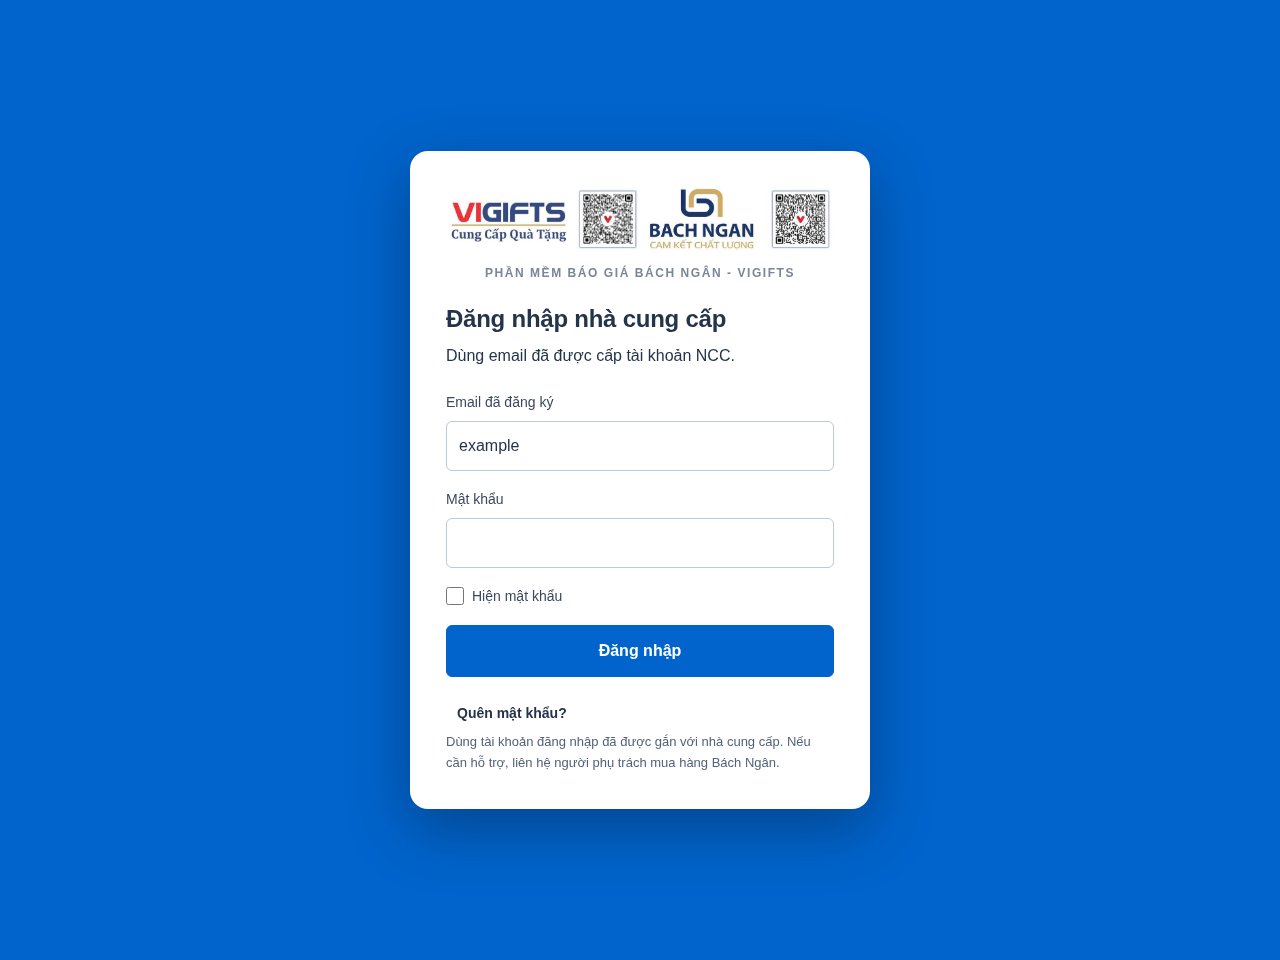 VIGIFTS
Cung Cấp Quà Tặng
BACH NGAN
CAM KẾT CHẤT LƯỢNG
PHẦN MỀM BÁO GIÁ BÁCH NGÂN - VIGIFTS
Đăng nhập nhà cung cấp
Dùng email đã được cấp tài khoản NCC.
Email đã đăng ký
example
Mật khẩu
Hiện mật khẩu
Đăng nhập
Quên mật khẩu?
Dùng tài khoản đăng nhập đã được gắn với nhà cung cấp. Nếu
cần hỗ trợ, liên hệ người phụ trách mua hàng Bách Ngân.